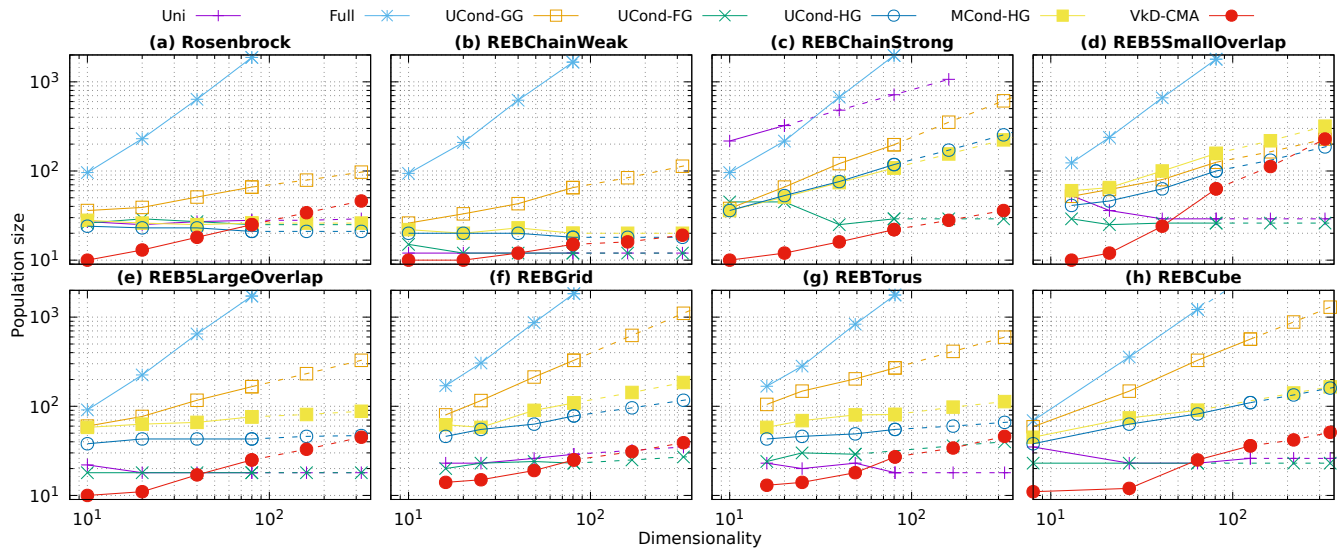 Uni Full UCond-GG UCond-FG UCond-HG MCond-HG VkD-CMA
(a) Rosenbrock (b) REBChainWeak (c) REBChainStrong (d) REB5SmallOverlap
10³
10²
10¹
(e) REB5LargeOverlap (f) REBGrid (g) REBTorus (h) REBCube
10³
10²
10¹
Population size
10¹ 10² 10¹ 10² 10¹ 10² 10²
Dimensionality